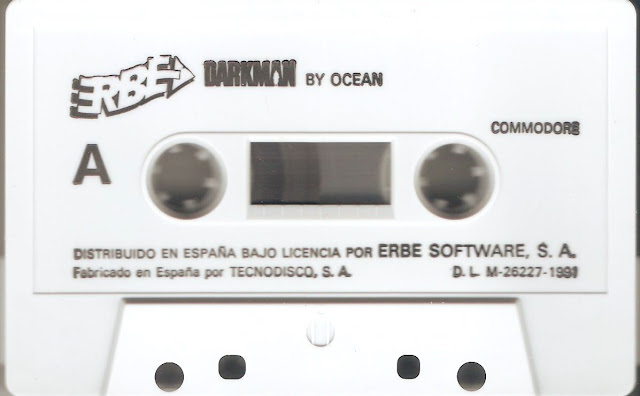 ERBE DARKMAN BY OCEAN
COMMODORE
A
DISTRIBUIDO EN ESPAÑA BAJO LICENCIA POR ERBE SOFTWARE, S. A.
Fabricado en España por TECNODISCO, S. A. D. L. M-26227-1991